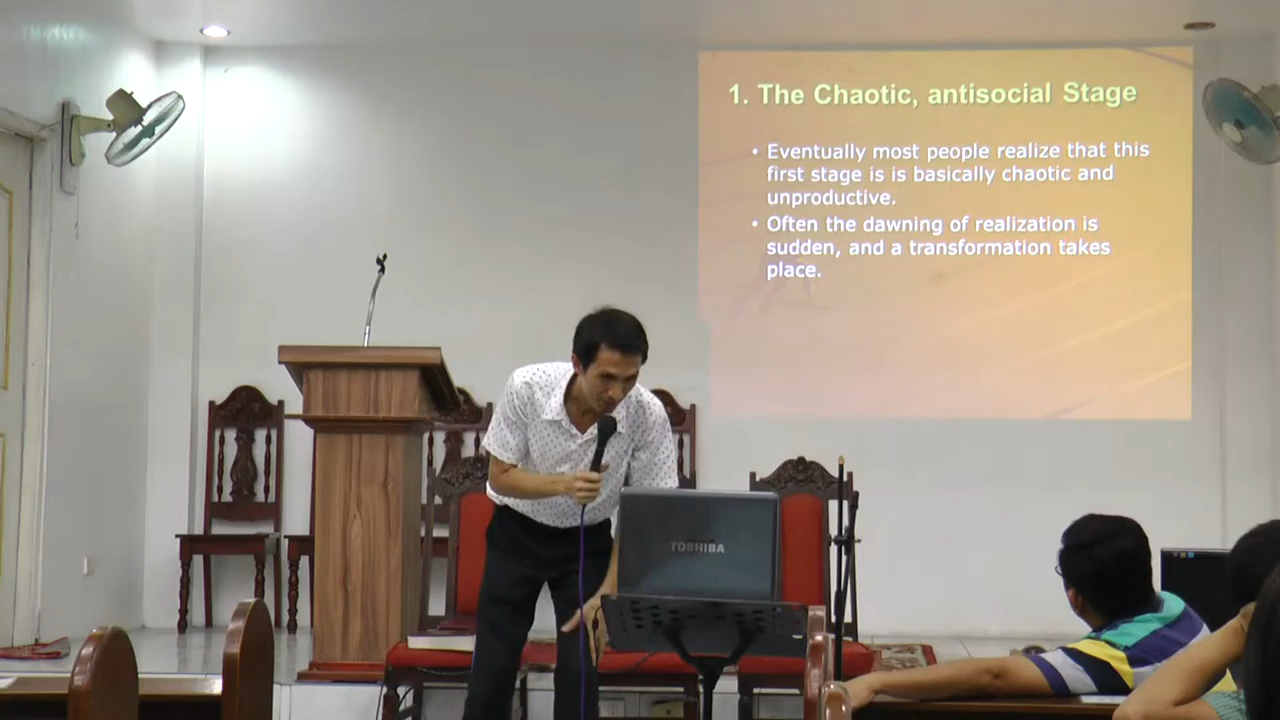 1. The Chaotic, antisocial Stage
• Eventually most people realize that this
first stage is is basically chaotic and
unproductive.
• Often the dawning of realization is
sudden, and a transformation takes
place.
TOSHIBA